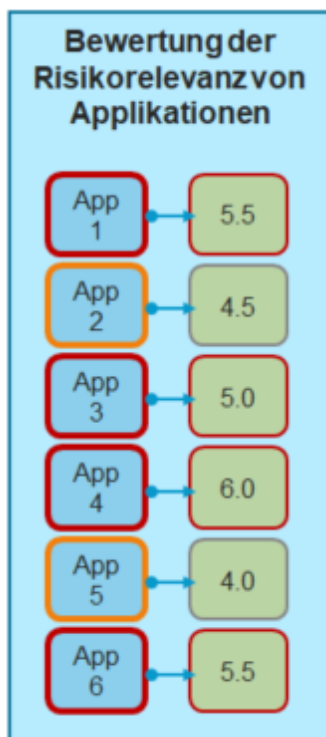 Bewertung der
Risikorelevanz von
Applikationen
App
1
5.5
App
2
4.5
App
3
5.0
App
4
6.0
App
5
4.0
App
6
5.5